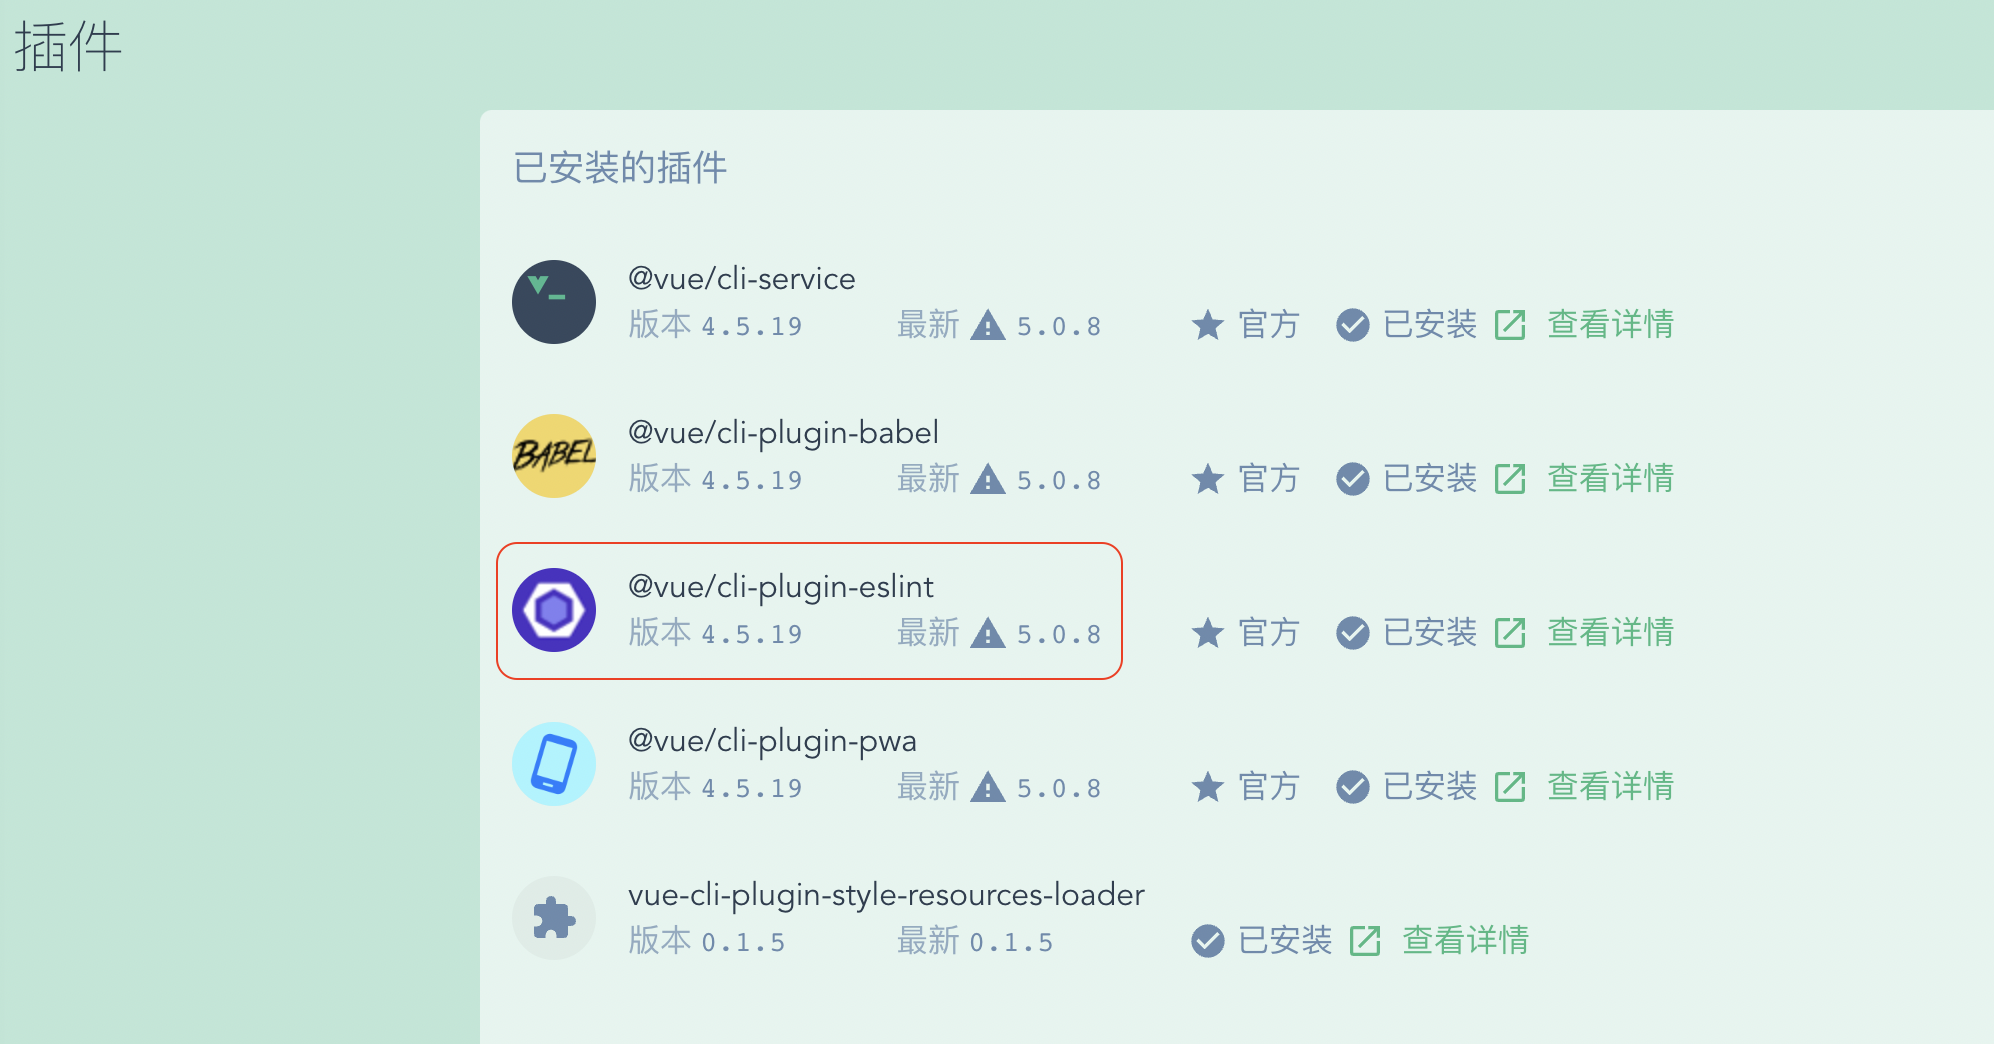 插件
已安装的插件
@vue/cli-service
版本 4.5.19 最新 5.0.8 官方 已安装 查看详情
BABEL
@vue/cli-plugin-babel
版本 4.5.19 最新 5.0.8 官方 已安装 查看详情
@vue/cli-plugin-eslint
版本 4.5.19 最新 5.0.8 官方 已安装 查看详情
@vue/cli-plugin-pwa
版本 4.5.19 最新 5.0.8 官方 已安装 查看详情
vue-cli-plugin-style-resources-loader
版本 0.1.5 最新 0.1.5 已安装 查看详情